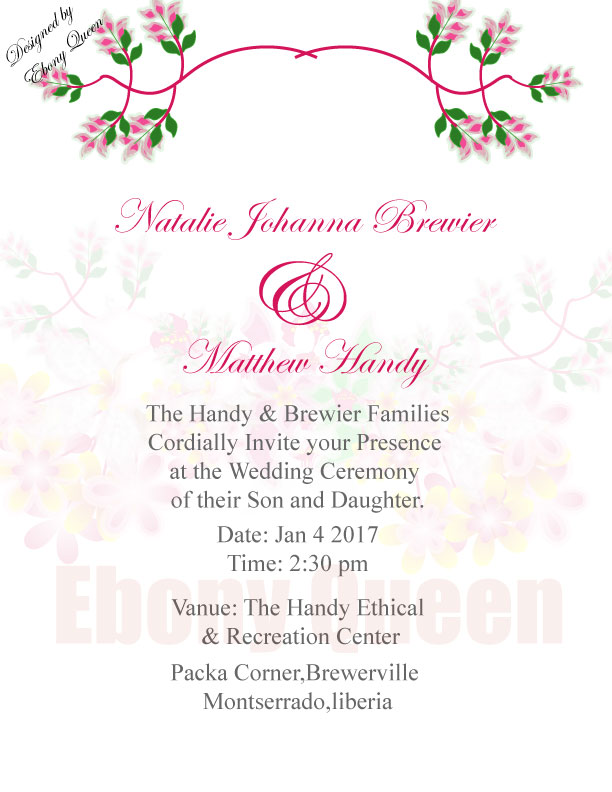 Designed by
Ebony Queen
Natalie Johanna Brewier
&
Matthew Handy
The Handy & Brewier Families
Cordially Invite your Presence
at the Wedding Ceremony
of their Son and Daughter.
Date: Jan 4 2017
Time: 2:30 pm
Ebony Queen
Vanue: The Handy Ethical
& Recreation Center
Packa Corner,Brewerville
Montserrado,liberia